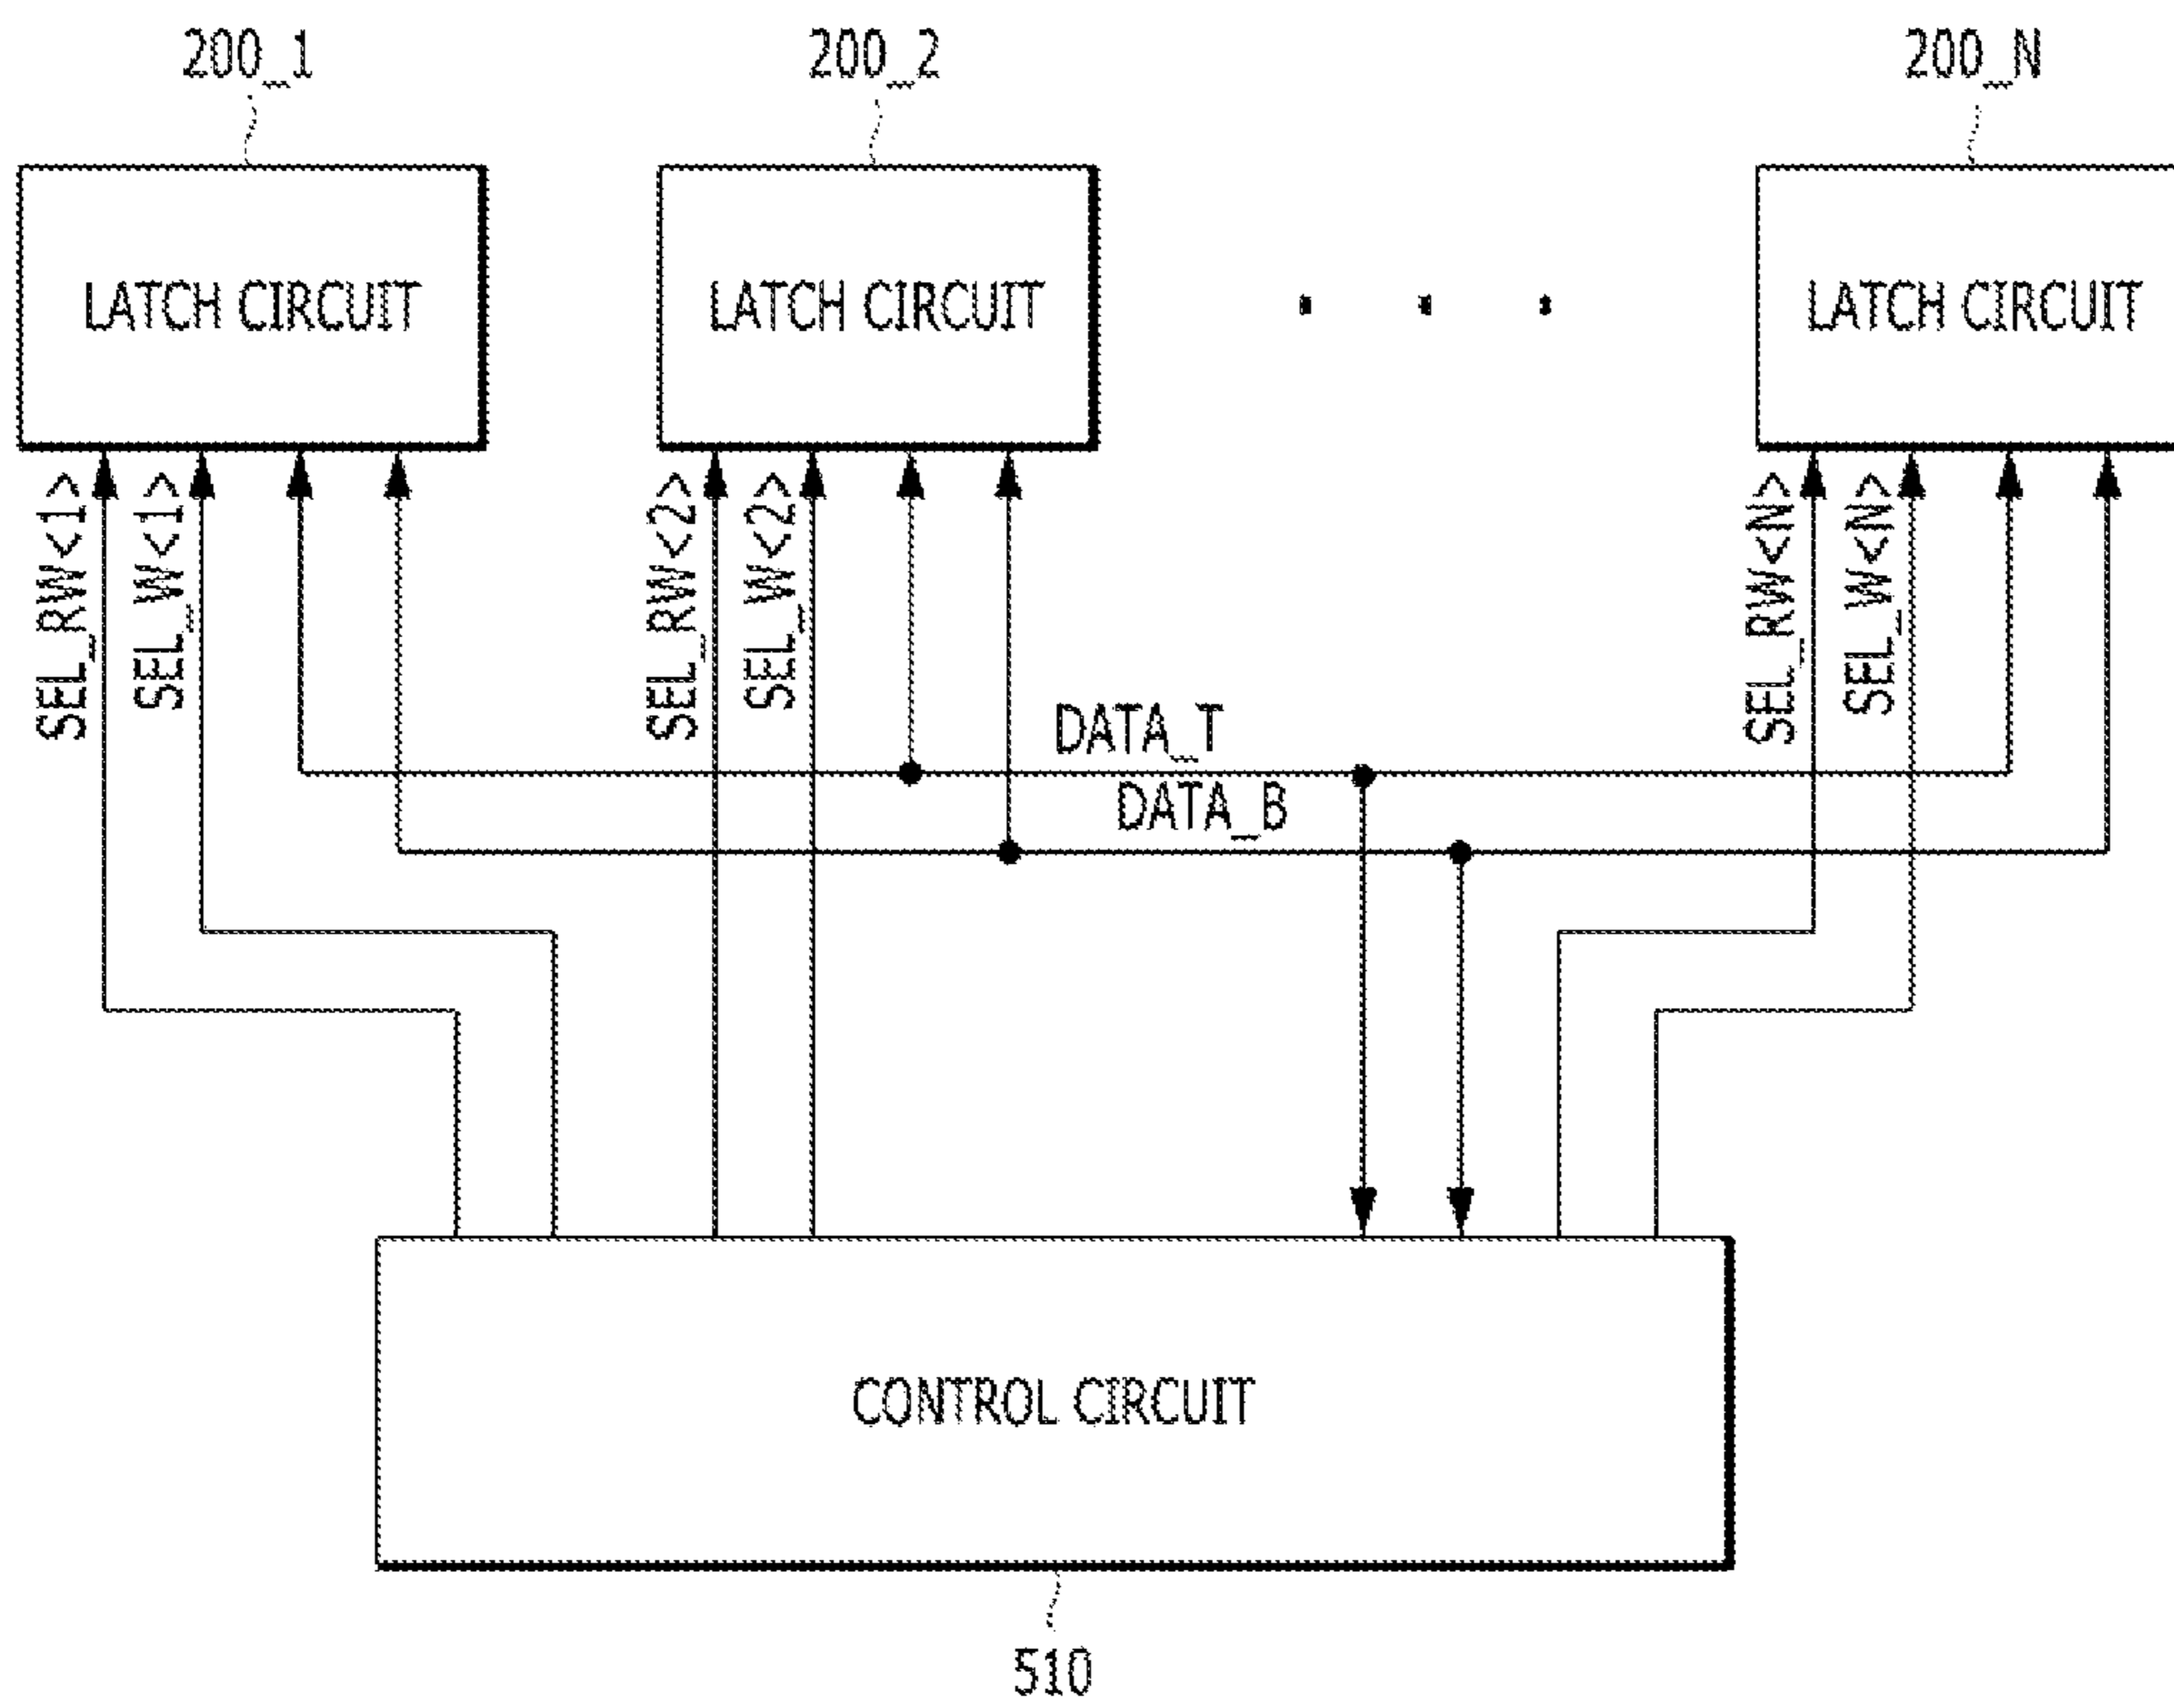 200_1
200_2
200_N
LATCH CIRCUIT
LATCH CIRCUIT
LATCH CIRCUIT
SEL_RW<1>
SEL_W<1>
SEL_RW<2>
SEL_W<2>
SEL_RW<N>
SEL_W<N>
DATA_T
DATA_B
CONTROL CIRCUIT
510